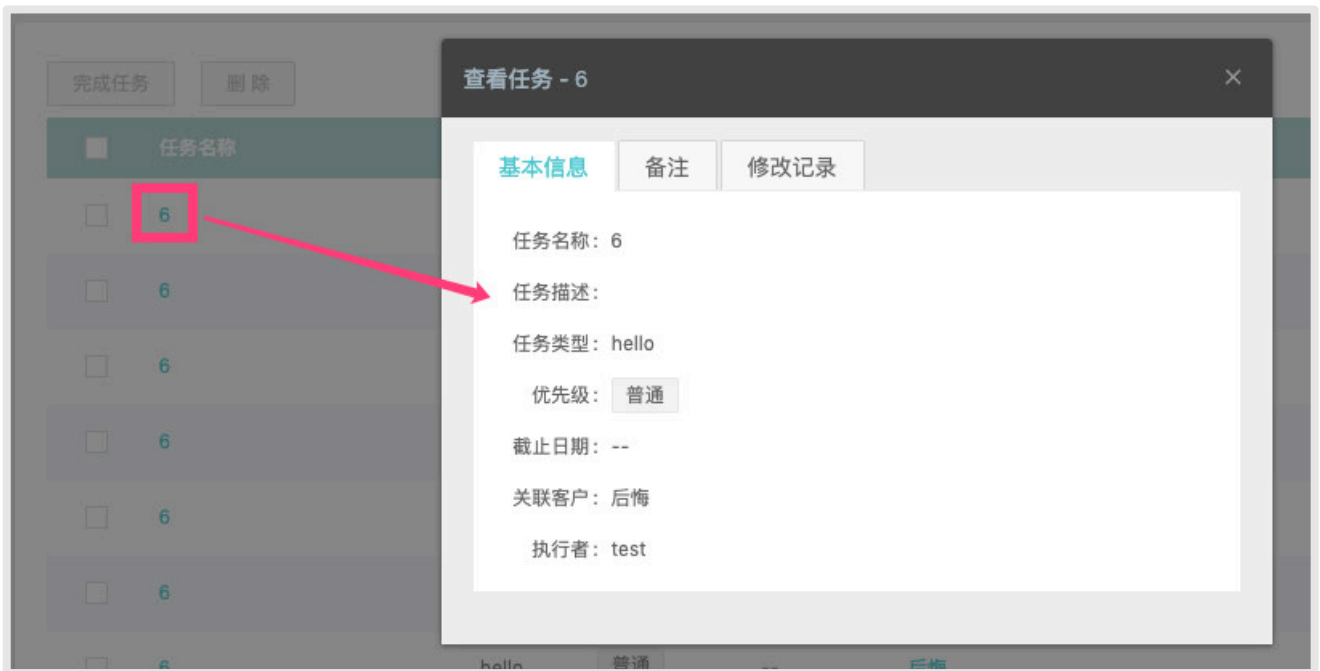 完成任务 删 除
任务名称
6
6
6
6
6
6
6 hello 普通 -- 后悔
查看任务 - 6 ×
基本信息 备注 修改记录
任务名称: 6
任务描述:
任务类型: hello
优先级: 普通
截止日期: --
关联客户: 后悔
执行者: test